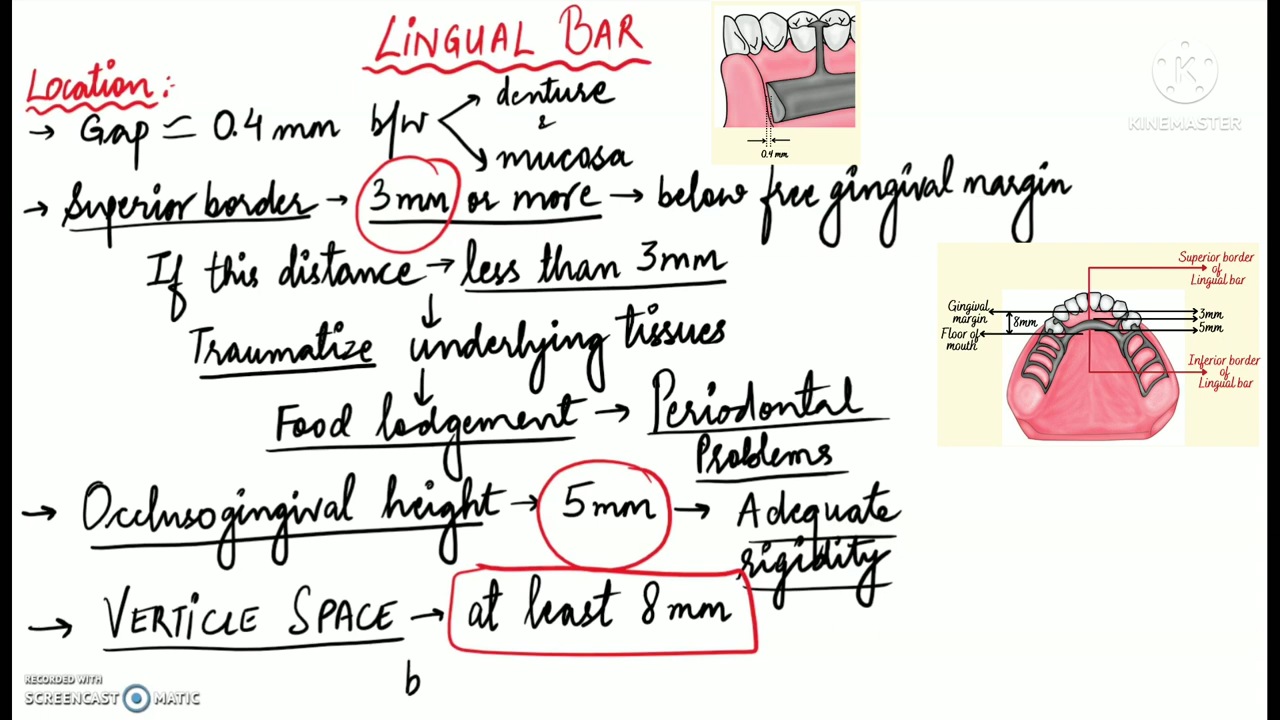 LINGUAL BAR
Location :-
→ Gap = 0.4 mm b/w denture
&
mucosa
0.4 mm
→ Superior border → 3mm or more → below free gingival margin
If this distance → less than 3mm
↓
Traumatize underlying tissues
↓
Food lodgement → Periodontal
Problems
→ Occlusogingival height → 5mm → Adequate
rigidity
→ VERTICLE SPACE → at least 8mm
b
KINEMASTER
Superior border
of
Lingual bar
Gingival
margin
8mm
3mm
5mm
Floor of
mouth
Inferior border
of
Lingual bar
RECORDED WITH
SCREENCAST MATIC